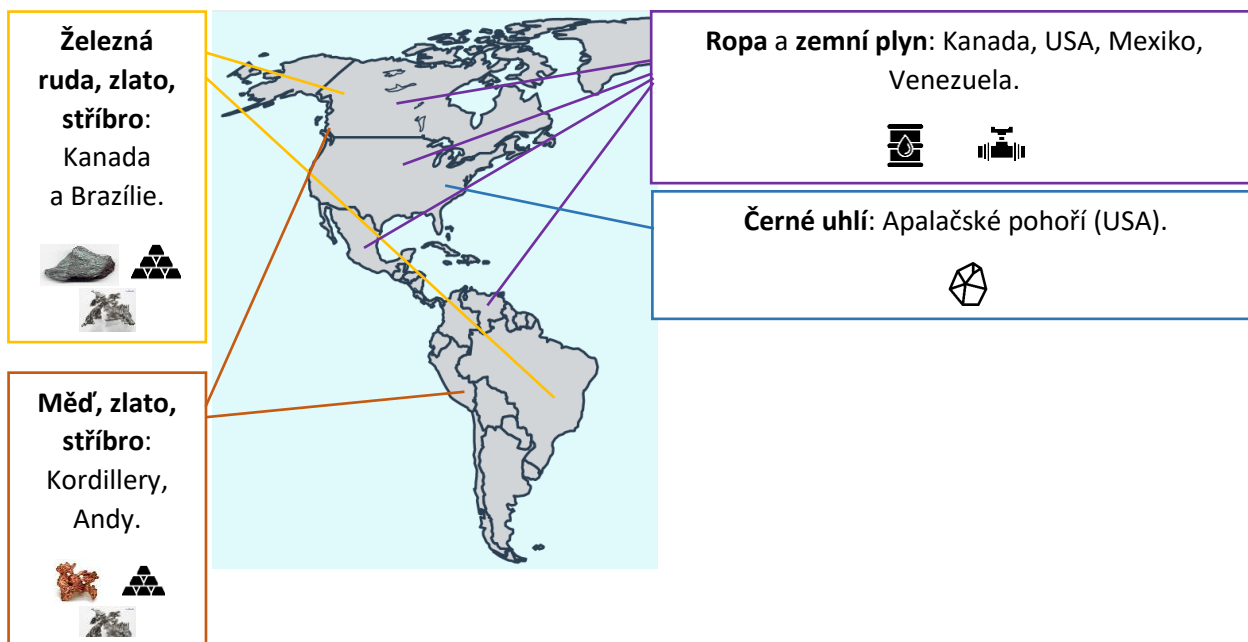 Železná
ruda, zlato,
stříbro:
Kanada
a Brazílie.
Měď, zlato,
stříbro:
Kordillery,
Andy.
Ropa a zemní plyn: Kanada, USA, Mexiko,
Venezuela.
Černé uhlí: Apalačské pohoří (USA).